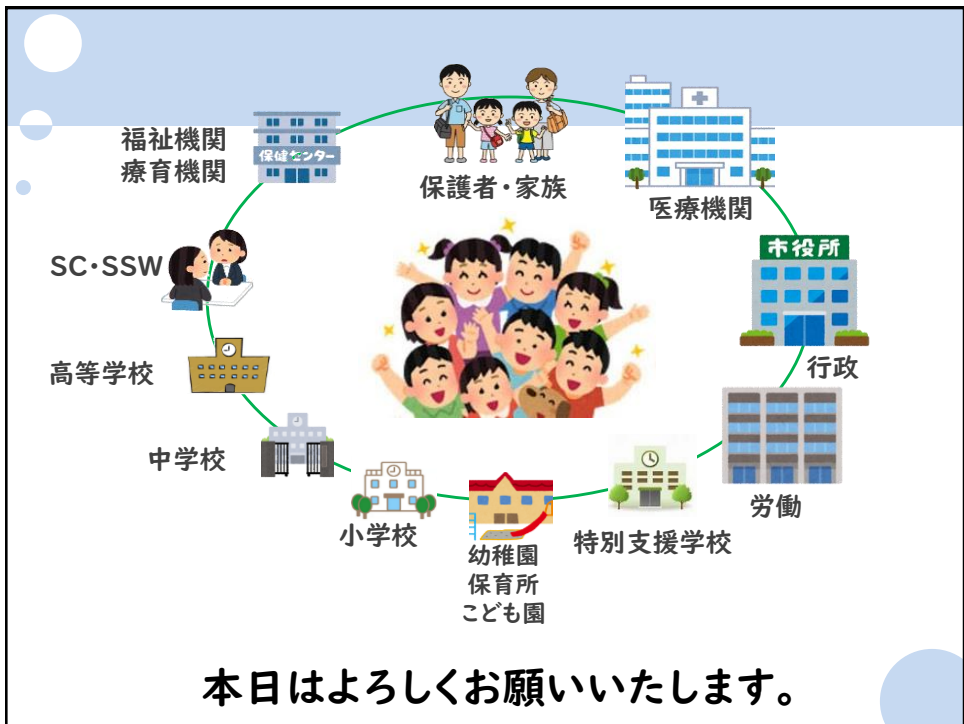 保護者・家族
医療機関
市役所
行政
労働
特別支援学校
幼稚園
保育所
こども園
小学校
中学校
高等学校
SC・SSW
福祉機関
療育機関
保健センター
本日はよろしくお願いいたします。